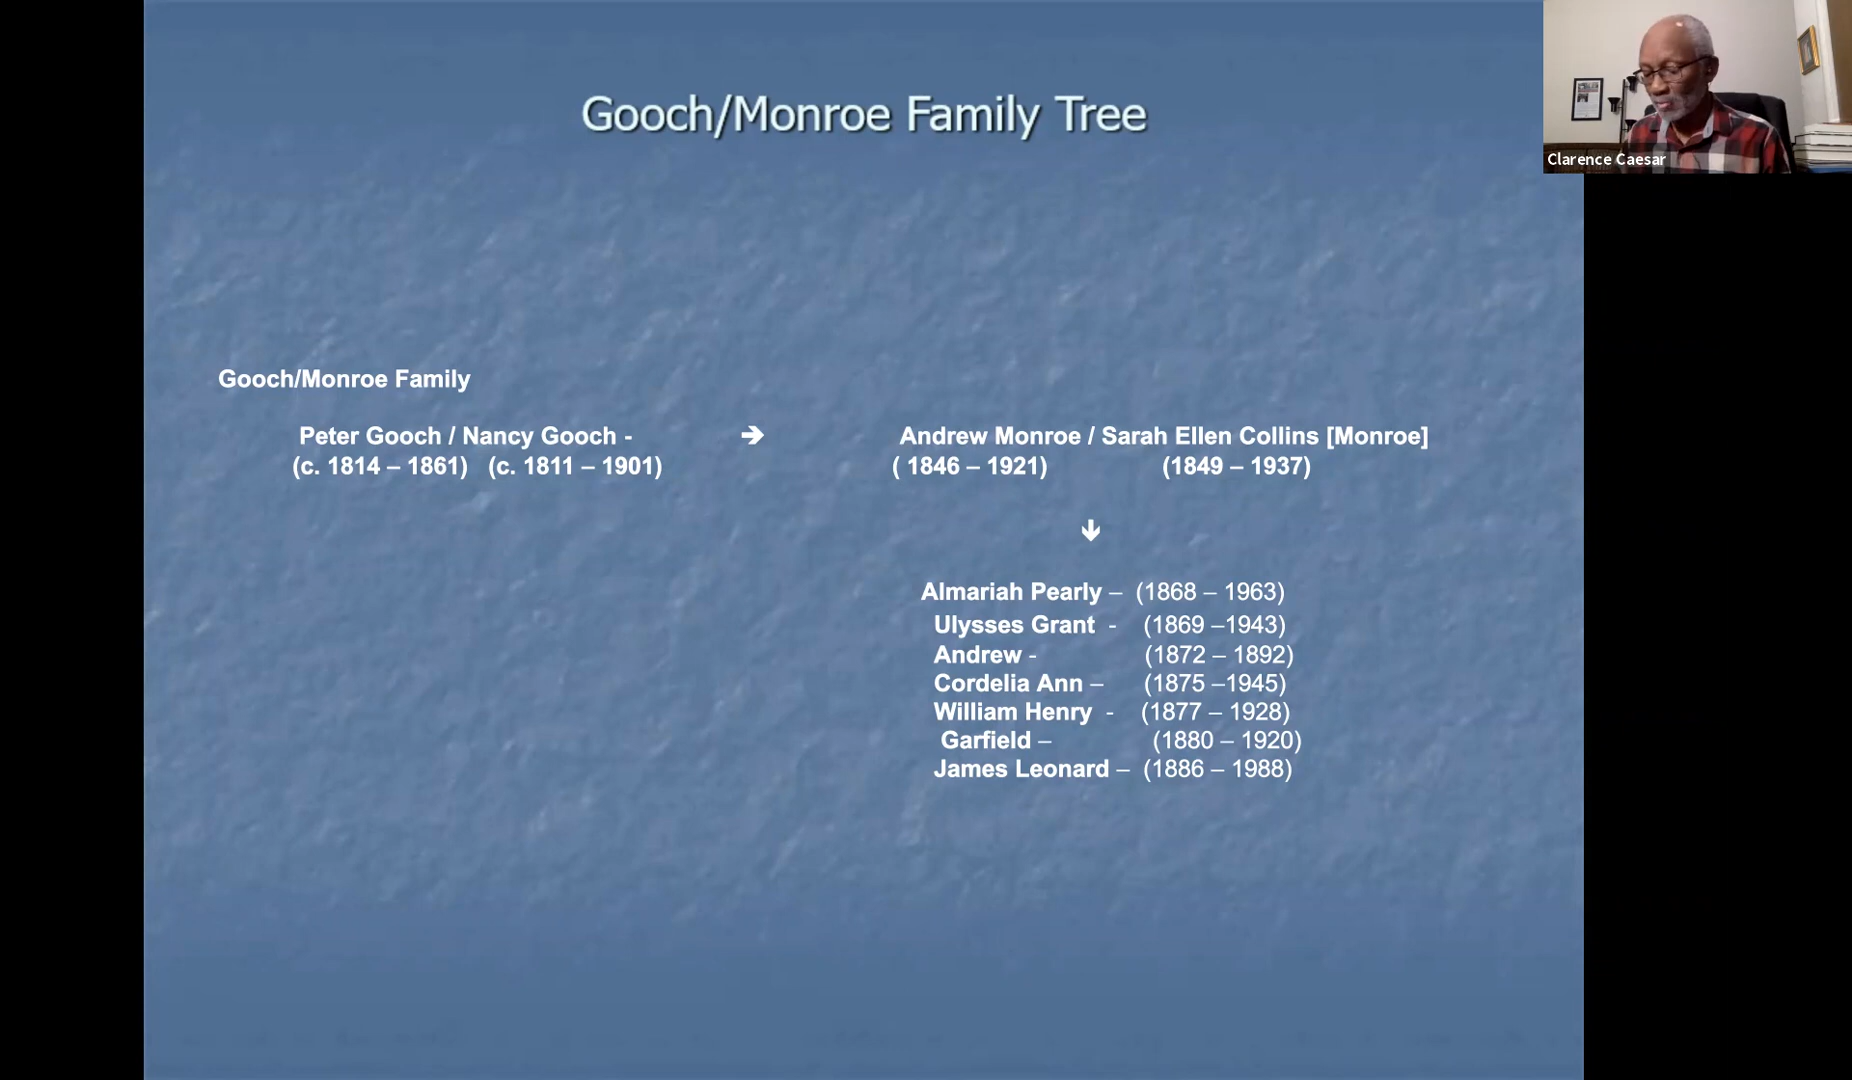 Gooch/Monroe Family Tree
Clarence Caesar
Gooch/Monroe Family
Peter Gooch / Nancy Gooch - ➔ Andrew Monroe / Sarah Ellen Collins [Monroe]
(c. 1814 – 1861) (c. 1811 – 1901) ( 1846 – 1921) (1849 – 1937)
Almariah Pearly – (1868 – 1963)
Ulysses Grant - (1869 –1943)
Andrew - (1872 – 1892)
Cordelia Ann – (1875 –1945)
William Henry - (1877 – 1928)
Garfield – (1880 – 1920)
James Leonard – (1886 – 1988)